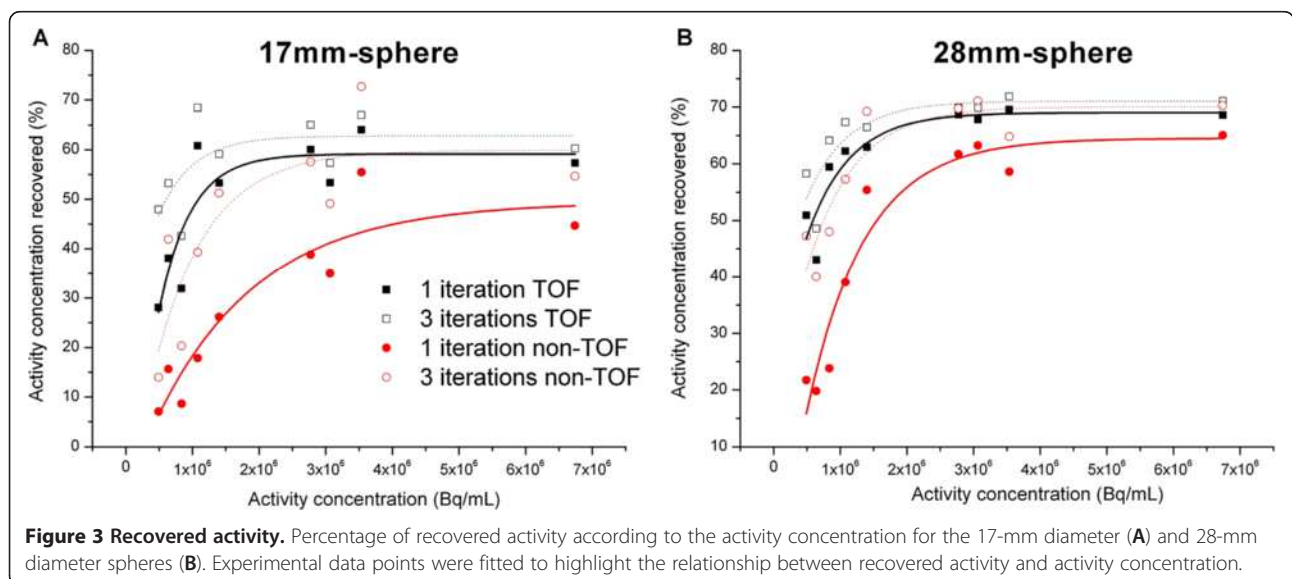 A
17mm-sphere
Activity concentration recovered (%)
80
70
60
50
40
30
20
10
0
1 iteration TOF
3 iterations TOF
1 iteration non-TOF
3 iterations non-TOF
0 1x10⁶ 2x10⁶ 3x10⁶ 4x10⁶ 5x10⁶ 6x10⁶ 7x10⁶
Activity concentration (Bq/mL)
B
28mm-sphere
Activity concentration recovered (%)
80
70
60
50
40
30
20
10
0 1x10⁶ 2x10⁶ 3x10⁶ 4x10⁶ 5x10⁶ 6x10⁶ 7x10⁶
Activity concentration (Bq/mL)
Figure 3 Recovered activity. Percentage of recovered activity according to the activity concentration for the 17-mm diameter (A) and 28-mm
diameter spheres (B). Experimental data points were fitted to highlight the relationship between recovered activity and activity concentration.